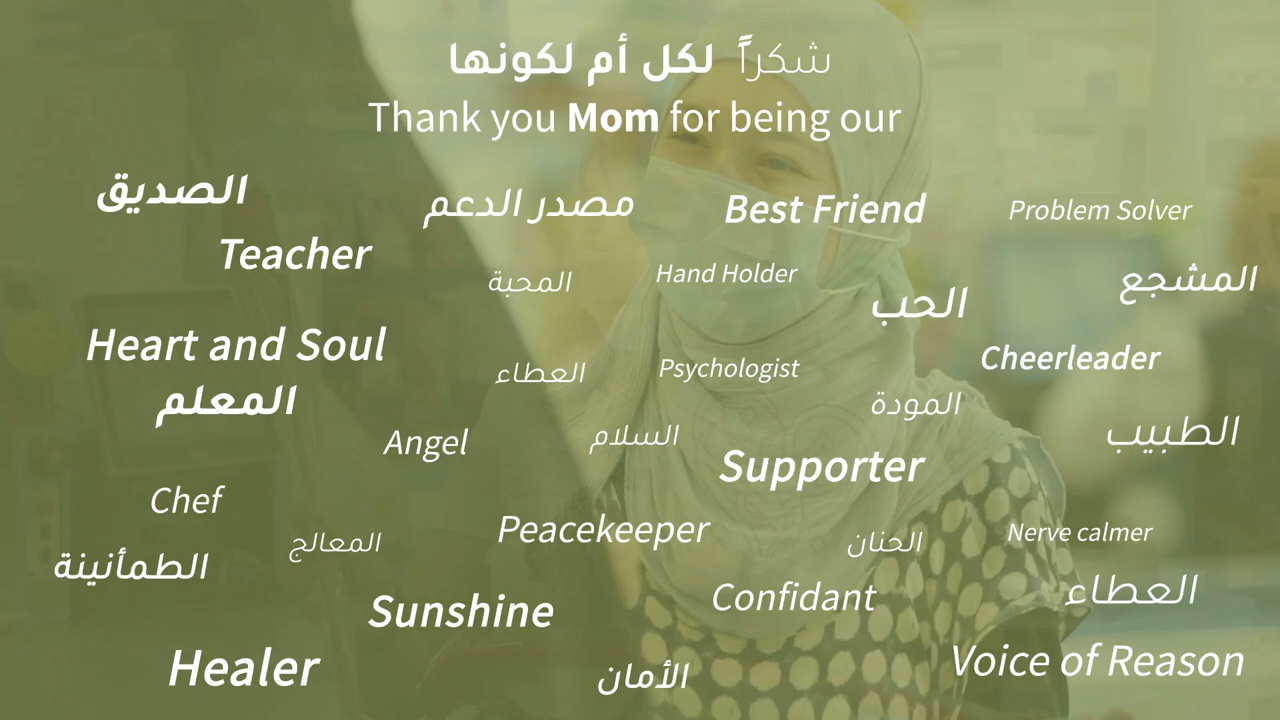 شكراً لكل أم لكونها
Thank you Mom for being our
الصديق
مصدر الدعم
Best Friend
Problem Solver
Teacher
المحبة
Hand Holder
الحب
المشجع
Heart and Soul
العطاء
Psychologist
Cheerleader
المعلم
المودة
Angel
السلام
الطبيب
Supporter
Chef
Peacekeeper
المعالج
الحنان
Nerve calmer
الطمأنينة
Sunshine
Confidant
العطاء
Healer
الأمان
Voice of Reason